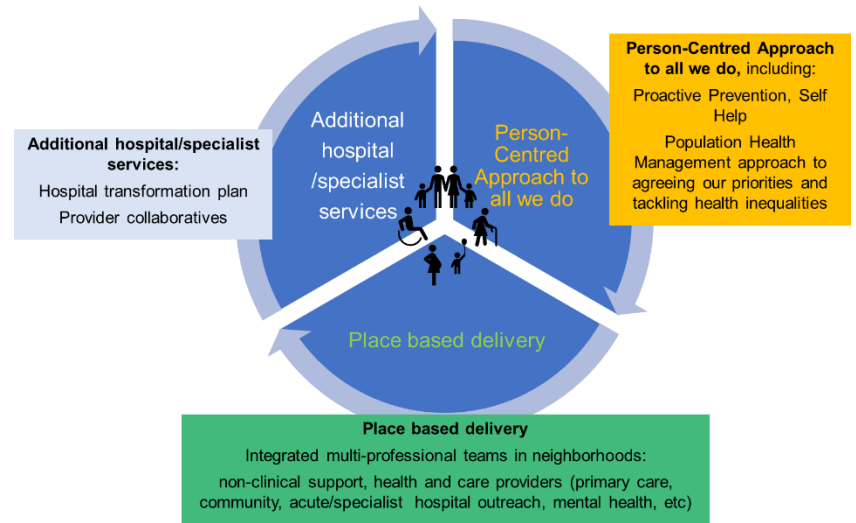 Additional hospital/specialist
services:
Hospital transformation plan
Provider collaboratives
Additional
hospital
/specialist
services
Person-
Centred
Approach to
all we do
Person-Centred Approach
to all we do, including:
Proactive Prevention, Self
Help
Population Health
Management approach to
agreeing our priorities and
tackling health inequalities
Place based delivery
Place based delivery
Integrated multi-professional teams in neighborhoods:
non-clinical support, health and care providers (primary care,
community, acute/specialist hospital outreach, mental health, etc)